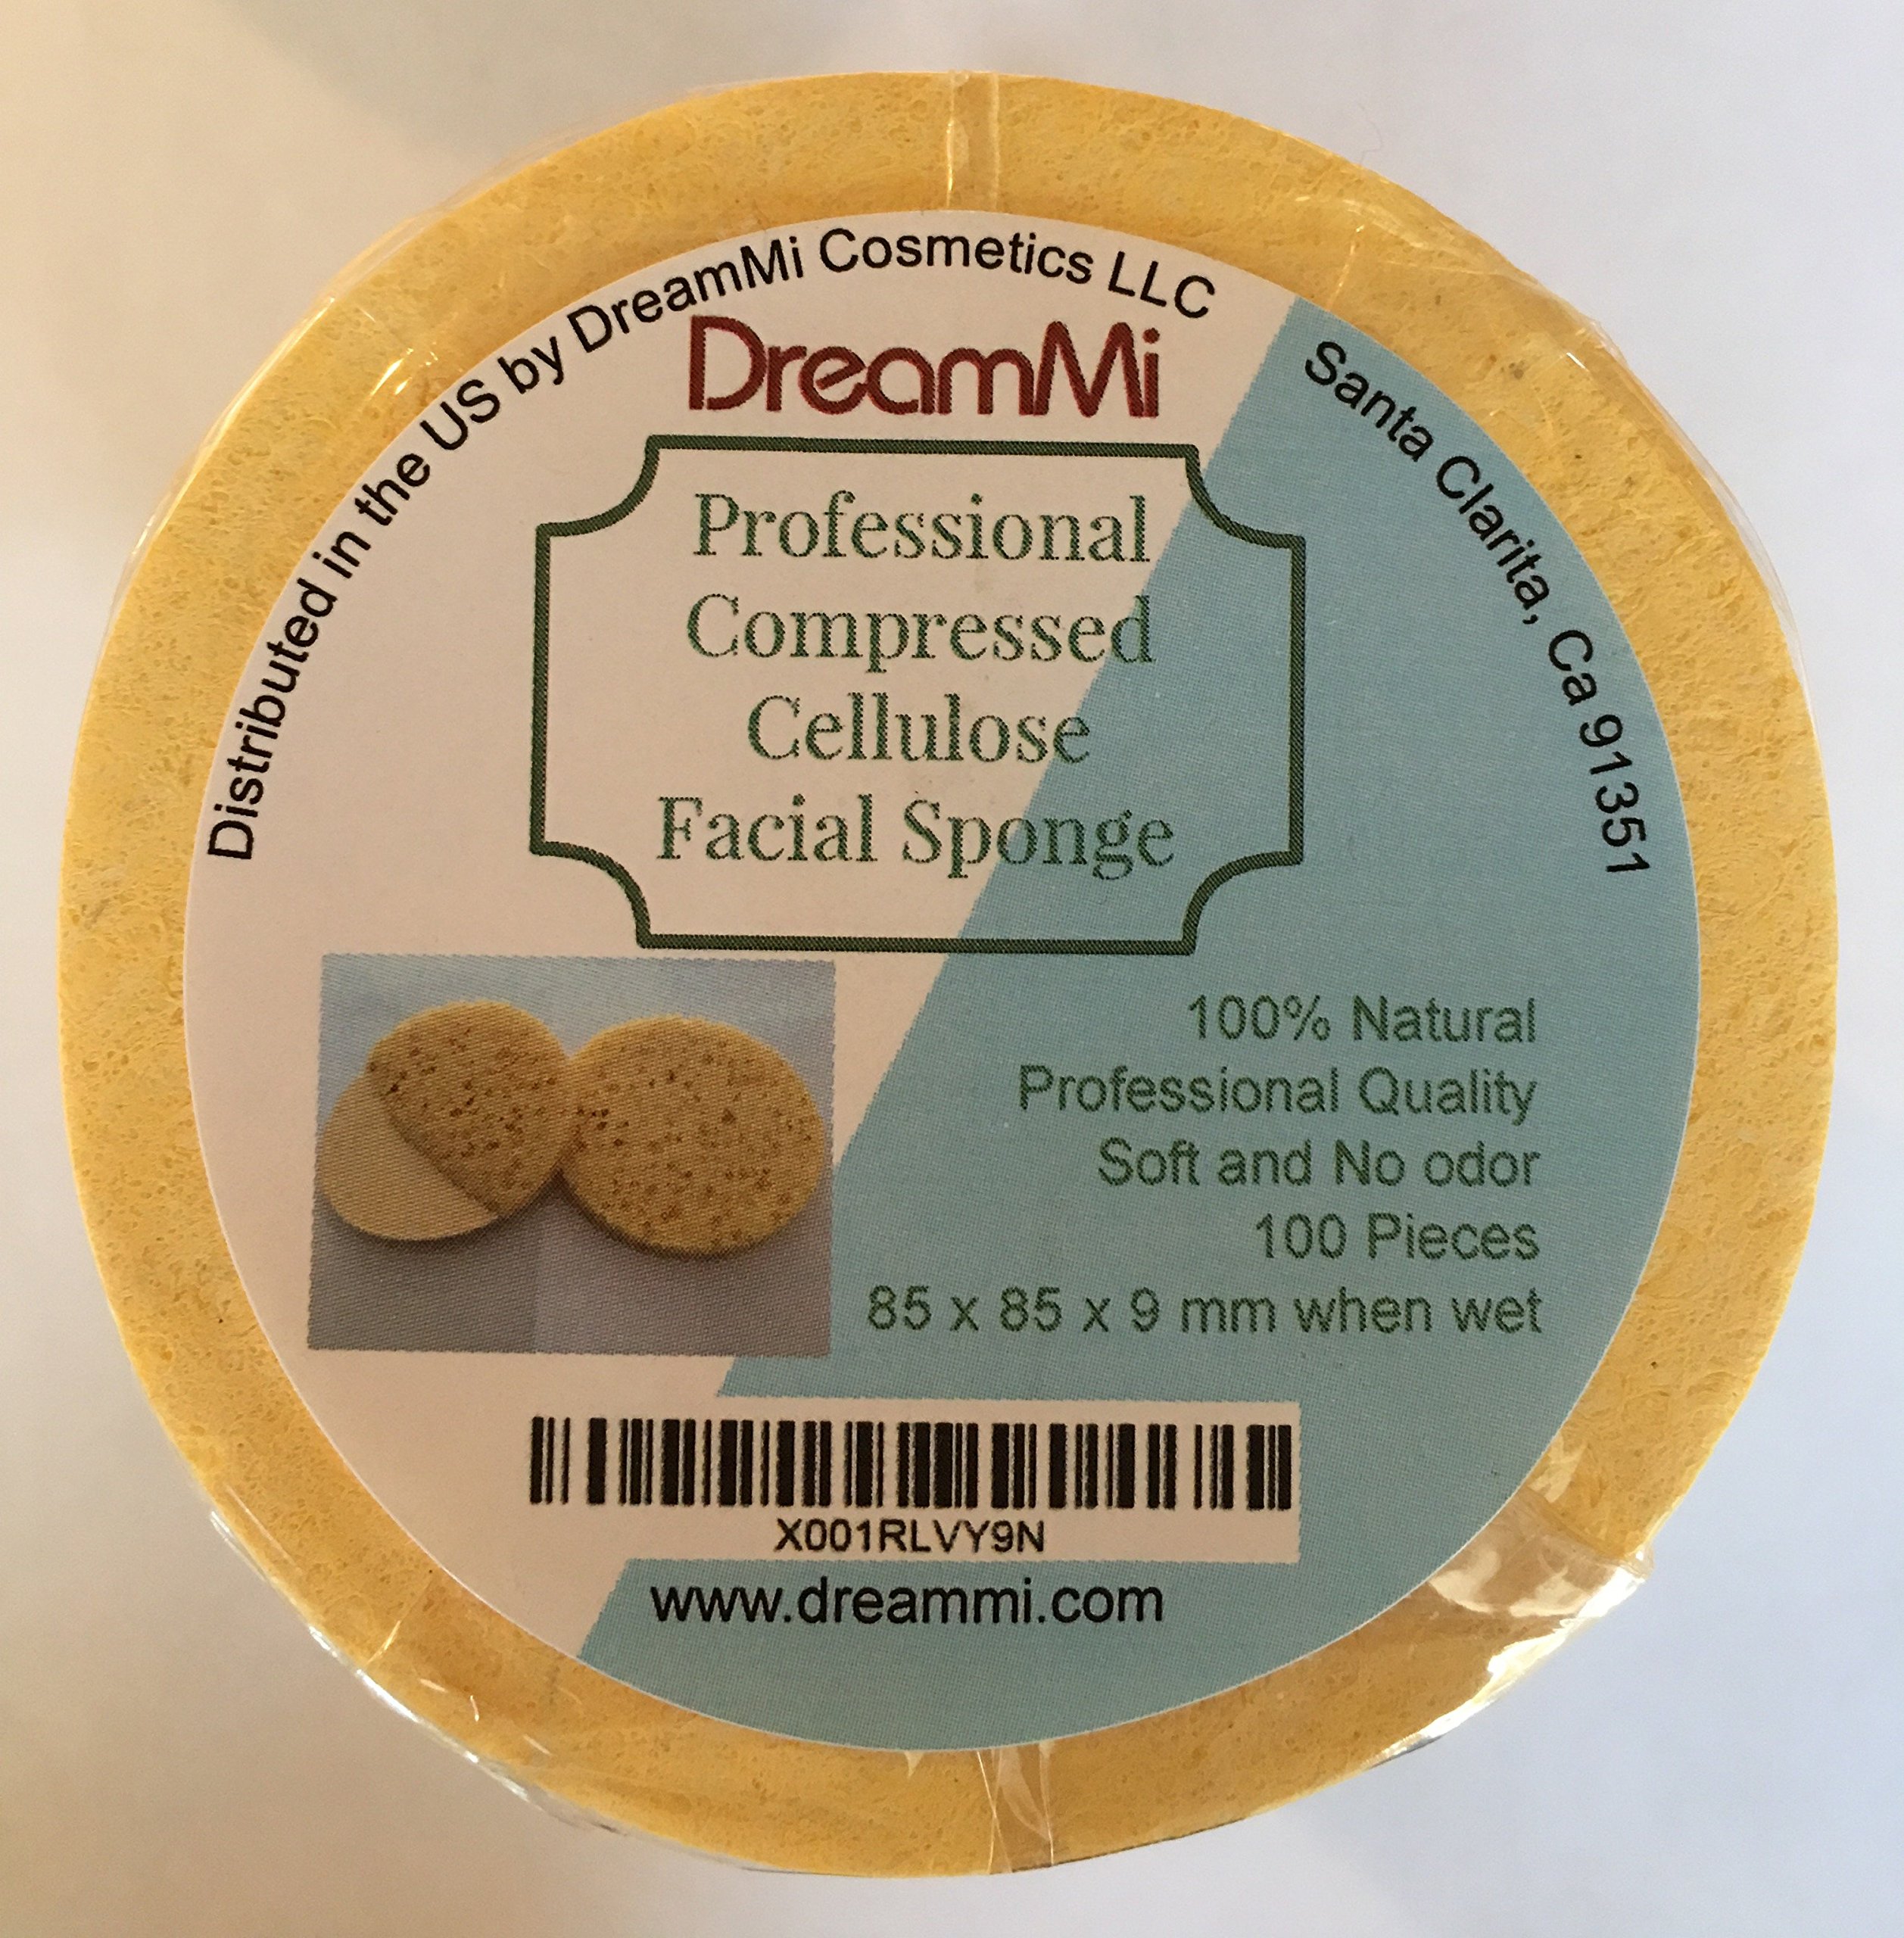 Distributed in the US by DreamMi Cosmetics LLC
Santa Clarita, Ca 91351
DreamMi
Professional
Compressed
Cellulose
Facial Sponge
100% Natural
Professional Quality
Soft and No odor
100 Pieces
85 x 85 x 9 mm when wet
X001RLVY9N
www.dreammi.com